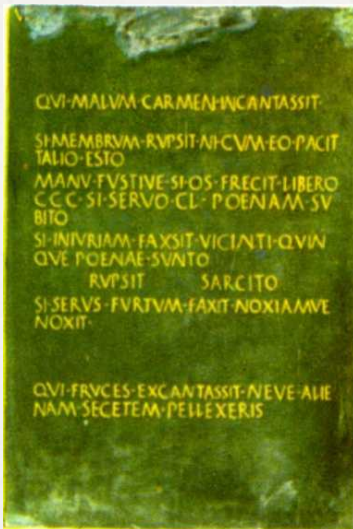 QVI·MALVM·CARMEN·INCANTASSIT·
SI·MEMBRVM·RVPSIT·NI·CVM·EO·PACIT
TALIO·ESTO
MANV·FVSTIVE·SI·OS·FREGIT·LIBERO
CCC·SI·SERVO·CL·POENAM·SV
BITO
SI·INIVRIAM·FAXSIT·VICINTI·QVIN
QVE POENAE·SVNTO
RVPSIT SARCITO
SI·SERVS·FVRTVM·FAXIT·NOXIAMVE
NOXIT·
QVI·FRVCES·EXCANTASSIT·NEVE·ALIE
NAM·SECETEM·PELLEXERIS